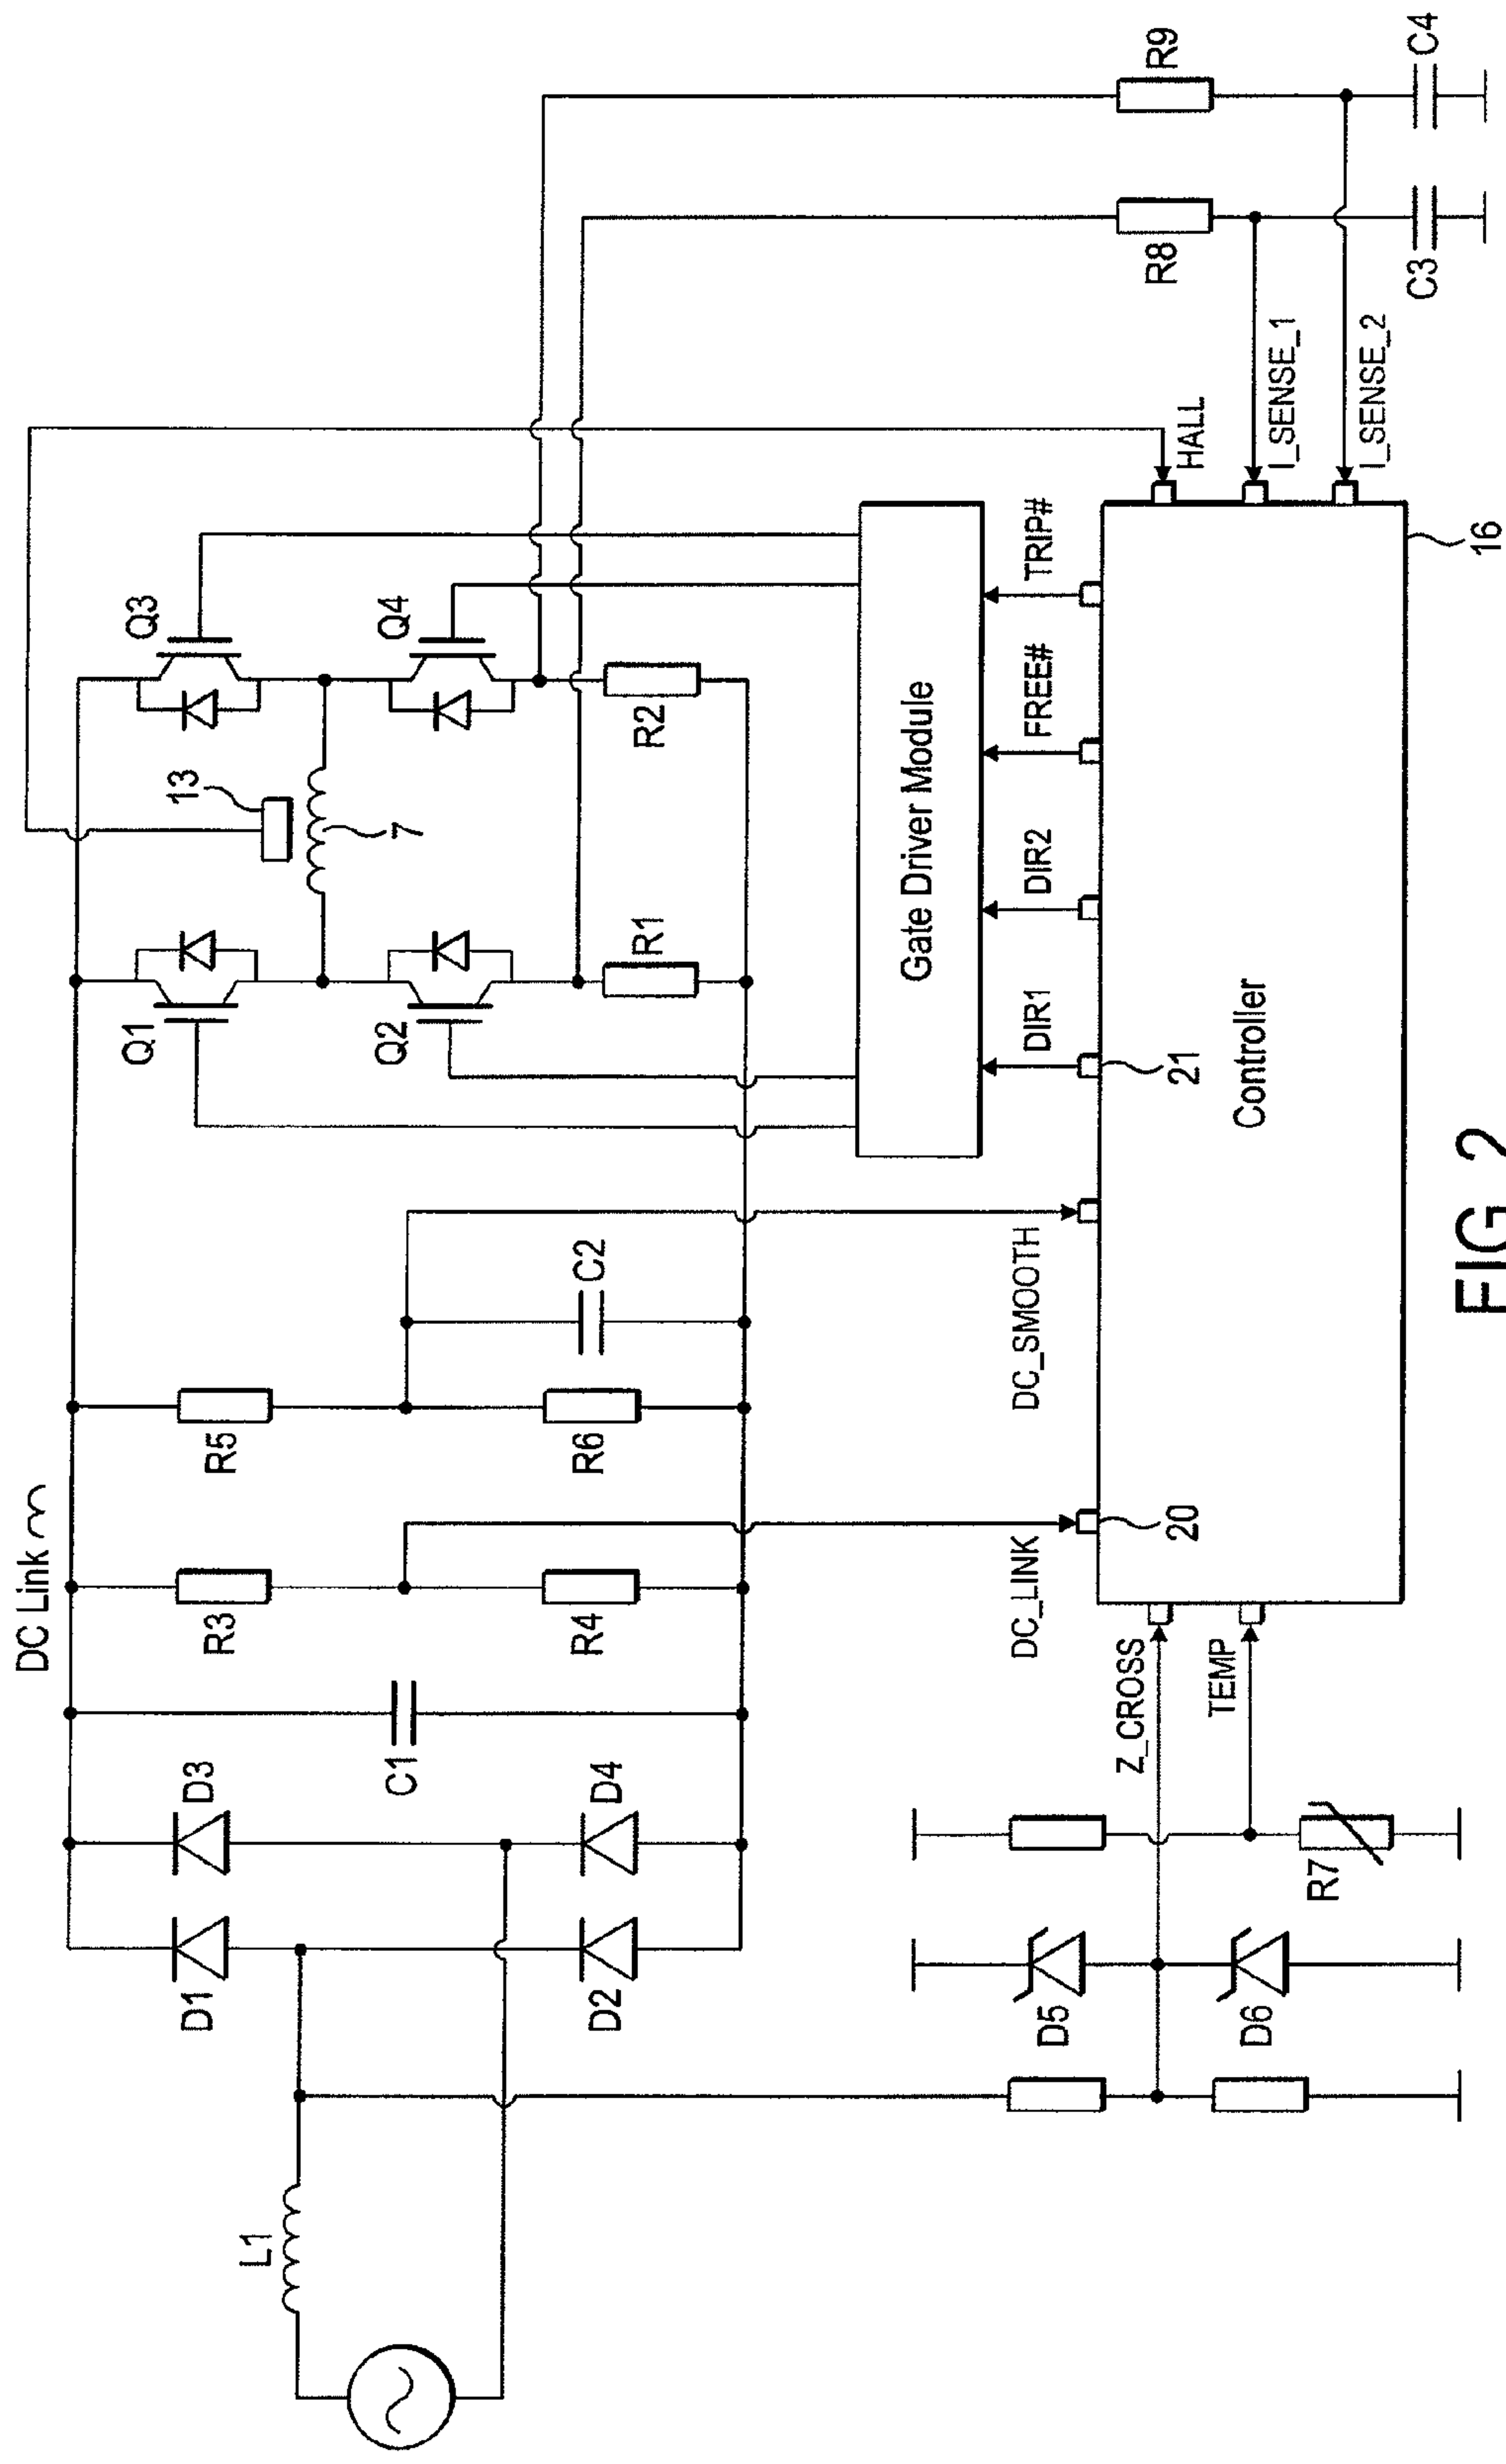 DC Link
L1
D1
D3
D2
D4
C1
R3
R4
R5
R6
C2
Q1
Q2
Q3
Q4
13
7
R1
R2
Gate Driver Module
DIR1
DIR2
FREE#
TRIP#
DC_LINK
DC_SMOOTH
20
21
Z_CROSS
TEMP
D5
D6
R7
Controller
16
HALL
I_SENSE_1
I_SENSE_2
R8
R9
C3
C4
FIG. 2